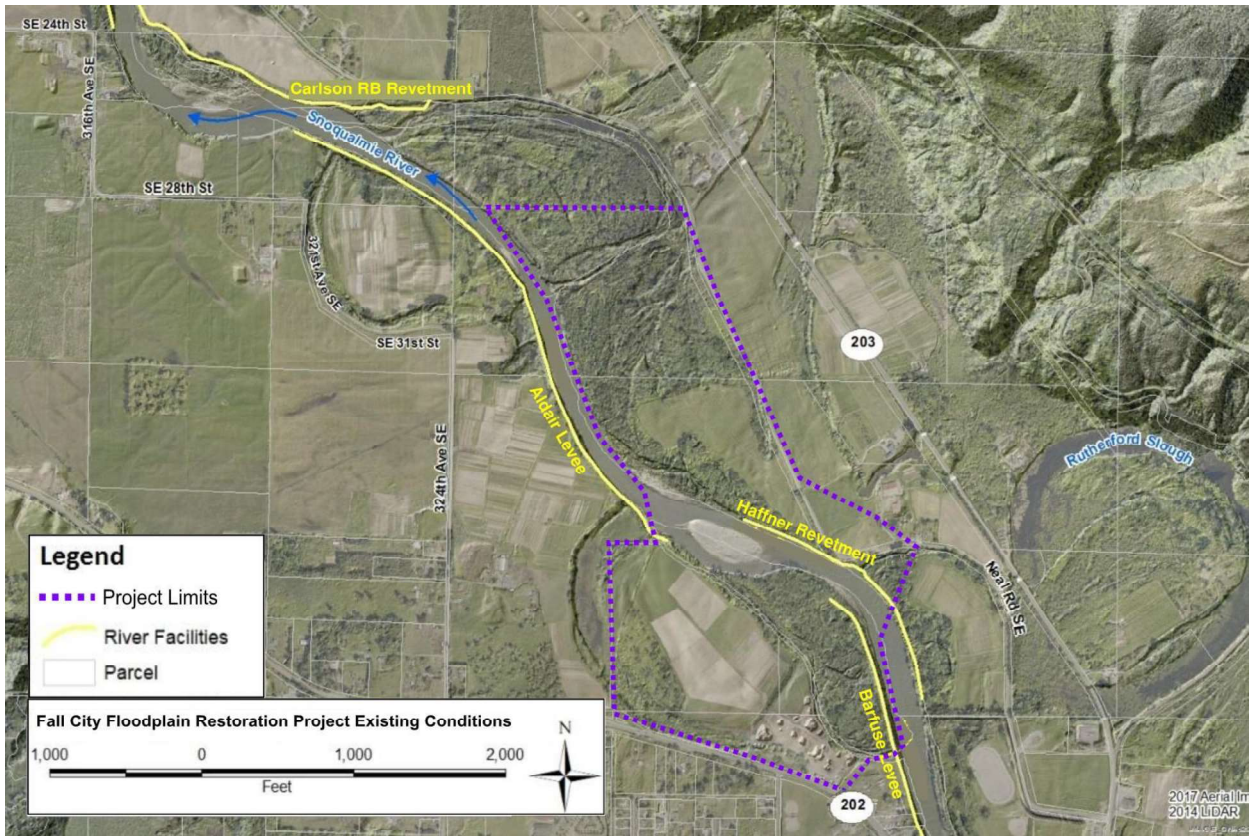 SE 24th St
316th Ave SE
Carlson RB Revetment
Snoqualmie River
SE 28th St
321st Ave SE
SE 31st St
324th Ave SE
Aldair Levee
203
Rutherford Slough
Haffner Revetment
Neal Rd SE
Barfuse Levee
202
Legend
Project Limits
River Facilities
Parcel
Fall City Floodplain Restoration Project Existing Conditions
1,000 0 1,000 2,000
Feet
N
2017 Aerial Im
2014 LiDAR